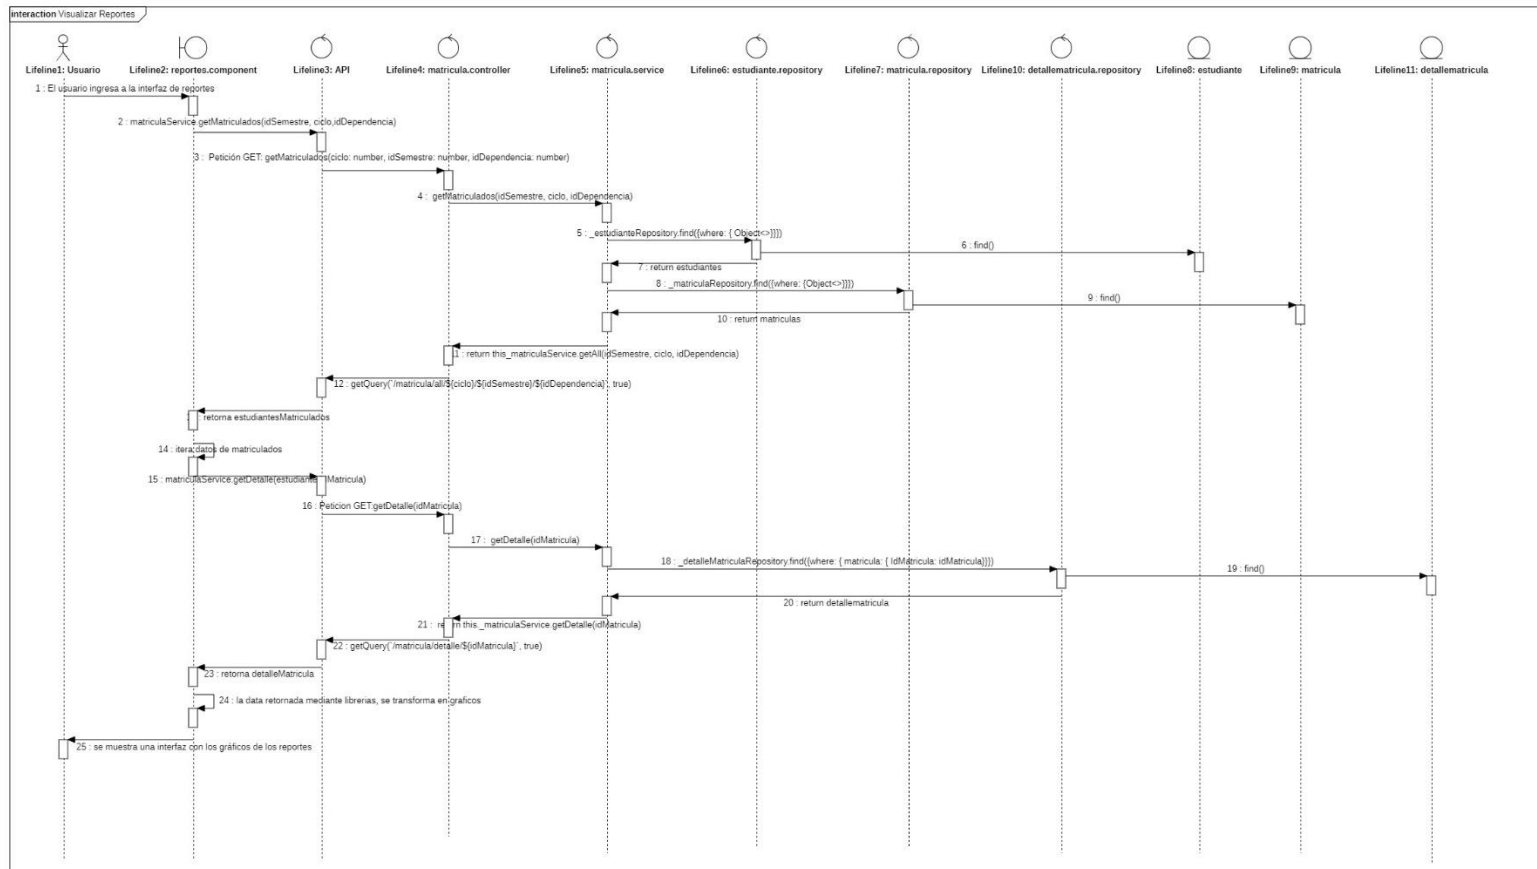 interaction Visualizar Reportes
Lifeline1: Usuario
Lifeline2: reportes.component
Lifeline3: API
Lifeline4: matricula.controller
Lifeline5: matricula.service
Lifeline6: estudiante.repository
Lifeline7: matricula.repository
Lifeline10: detallematricula.repository
Lifeline8: estudiante
Lifeline9: matricula
Lifeline11: detallematricula
1 : El usuario ingresa a la interfaz de reportes
2 : matriculaService.getMatriculados(idSemestre, ciclo,idDependencia)
3 : Petición GET: getMatriculados(ciclo: number, idSemestre: number, idDependencia: number)
4 : getMatriculados(idSemestre, ciclo, idDependencia)
5 : _estudianteRepository.find({where: { Object<>}}})
6 : find()
7 : return estudiantes
8 : _matriculaRepository.find({where: {Object<>}}})
9 : find()
10 : return matriculas
11 : return this_matriculaService.getAll(idSemestre, ciclo, idDependencia)
12 : getQuery(`/matricula/all/${ciclo}/${idSemestre}/${idDependencia}`, true)
: retorna estudiantesMatriculados
14 : itera datos de matriculados
15 : matriculaService.getDetalle(estudiante Matricula)
16 : Peticion GET:getDetalle(idMatricula)
17 : getDetalle(idMatricula)
18 : _detalleMatriculaRepository.find({where: { matricula: { IdMatricula: idMatricula}}})
19 : find()
20 : return detallematricula
21 : return this._matriculaService.getDetalle(idMatricula)
22 : getQuery(`/matricula/detalle/${idMatricula}`, true)
23 : retorna detalleMatricula
24 : la data retornada mediante librerias, se transforma en graficos
25 : se muestra una interfaz con los gráficos de los reportes